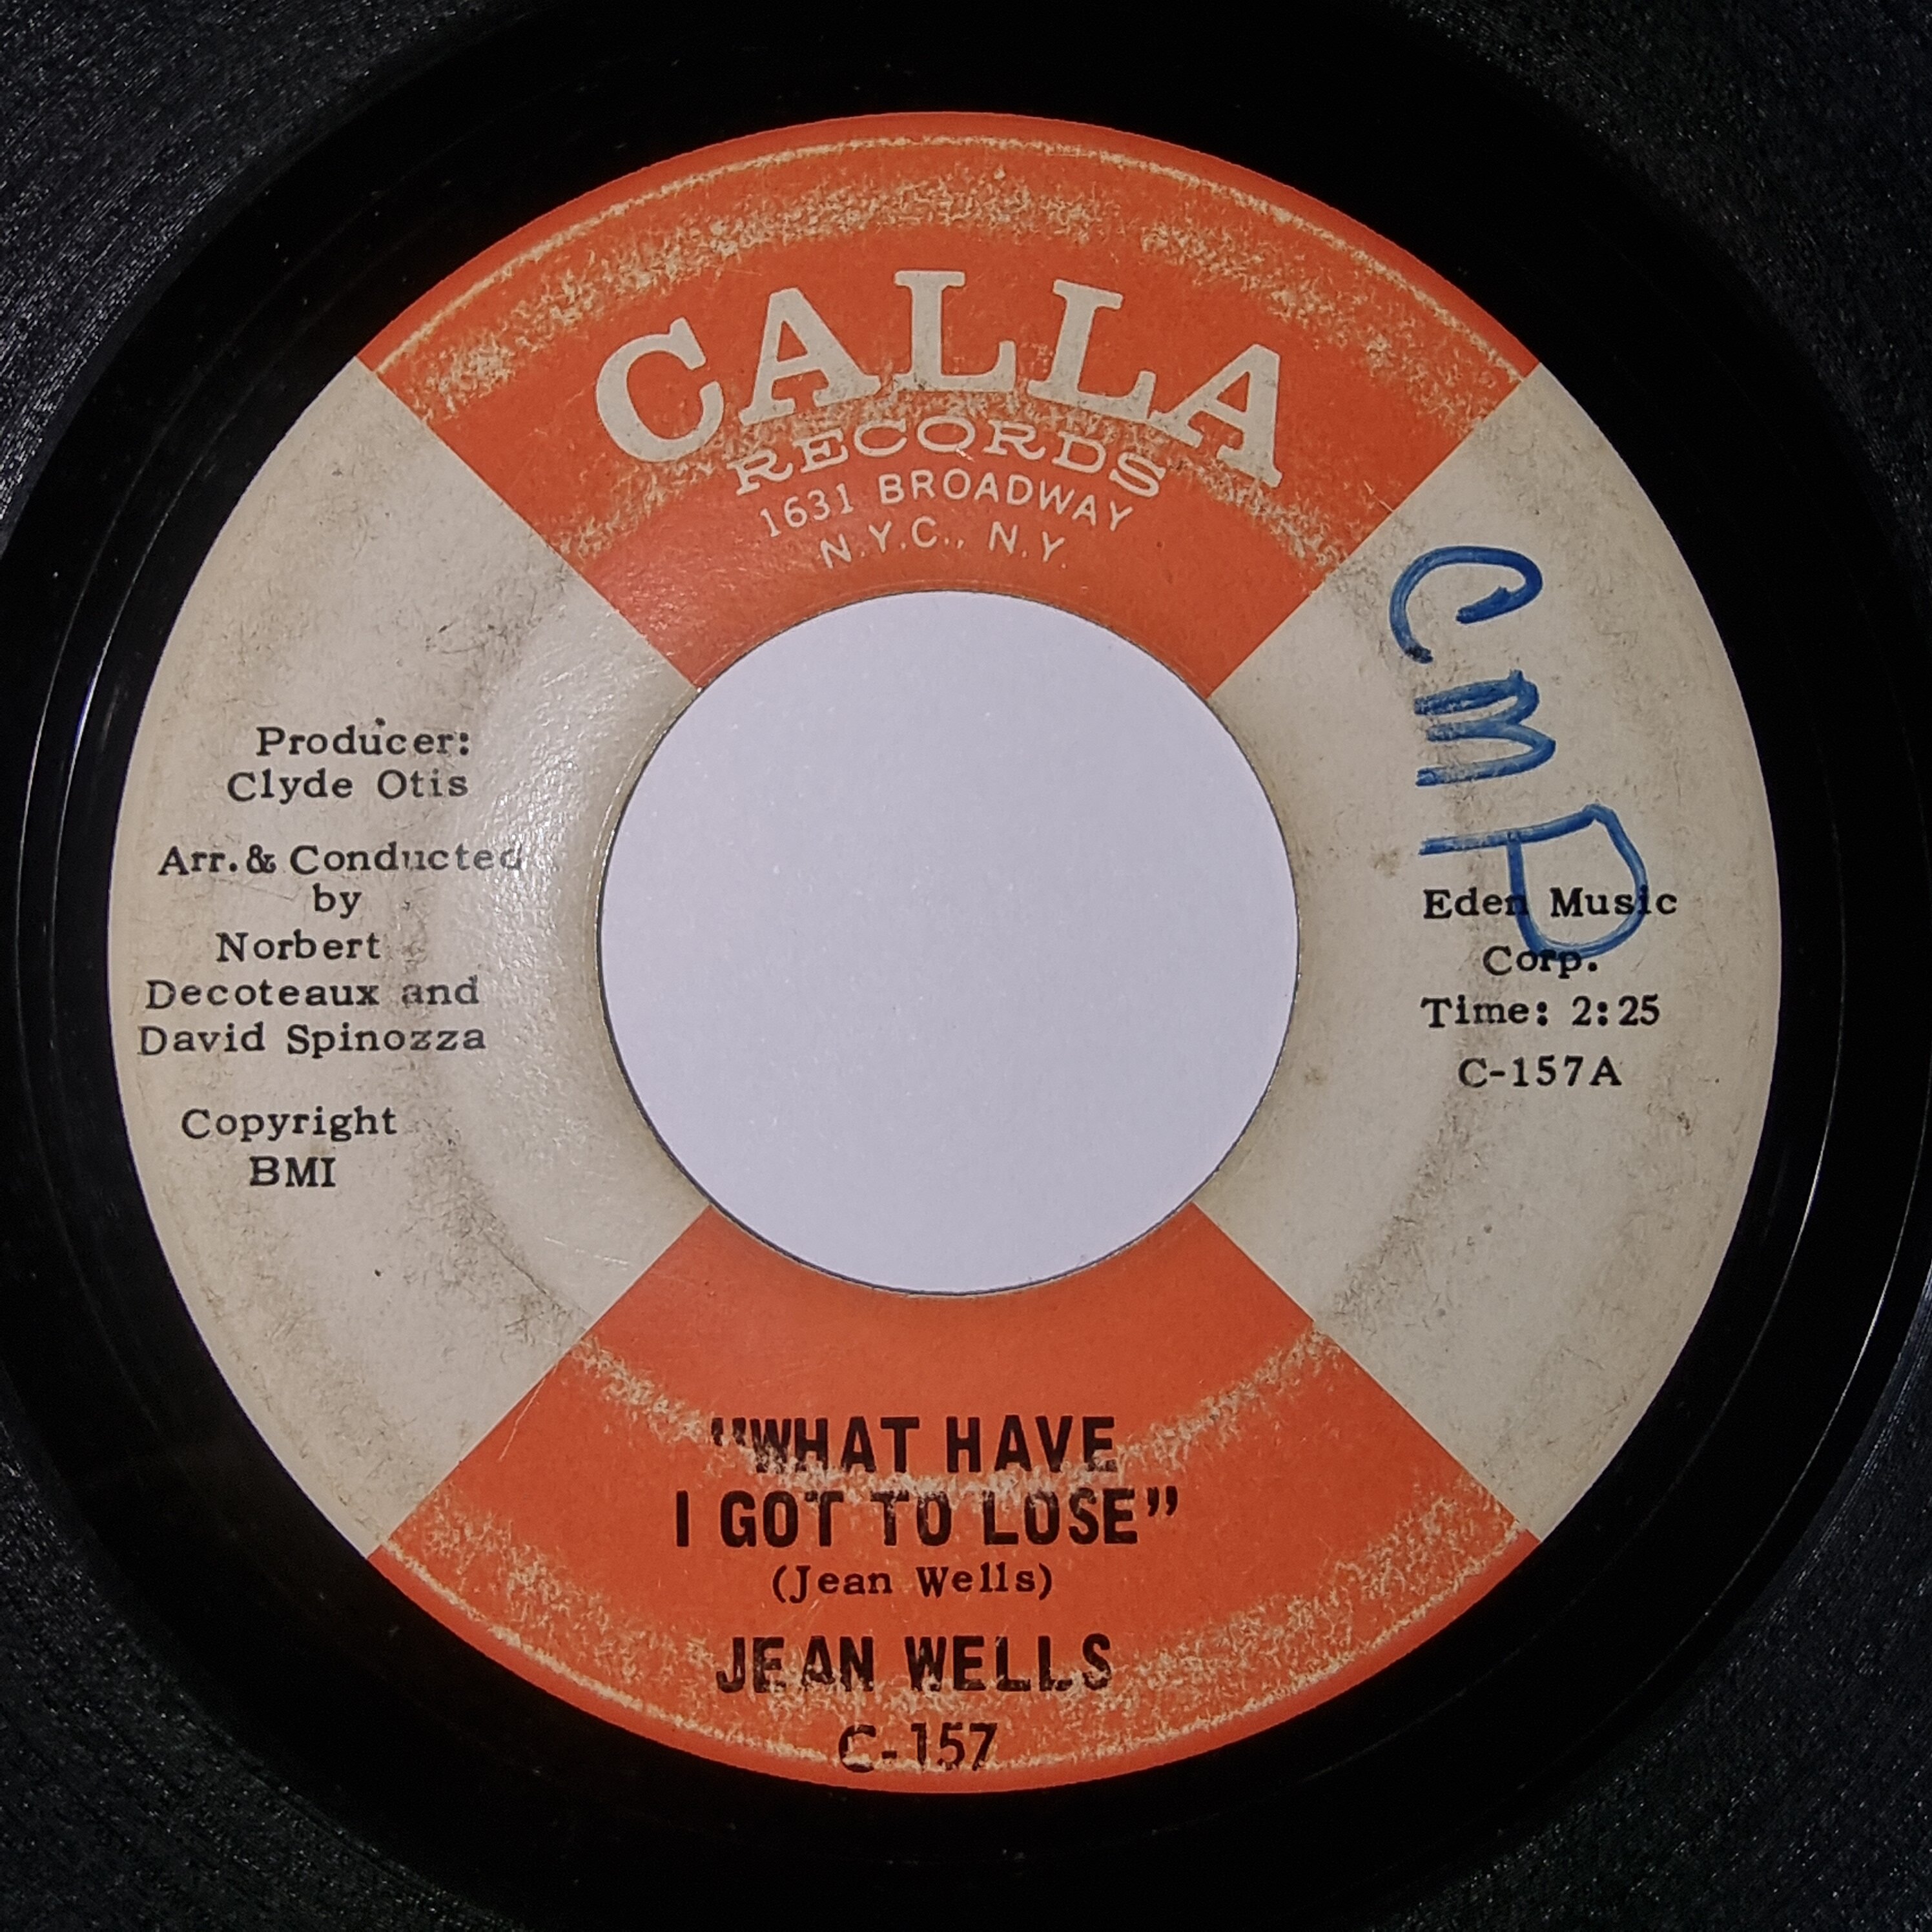 CALLA
RECORDS
1631 BROADWAY
N.Y.C., N.Y.
Producer:
Clyde Otis
Arr.& Conducted
by
Norbert
Decoteaux and
David Spinozza
Copyright
BMI
CMP
Eden Music
Corp.
Time: 2:25
C-157A
"WHAT HAVE
I GOT TO LOSE"
(Jean Wells)
JEAN WELLS
C-157